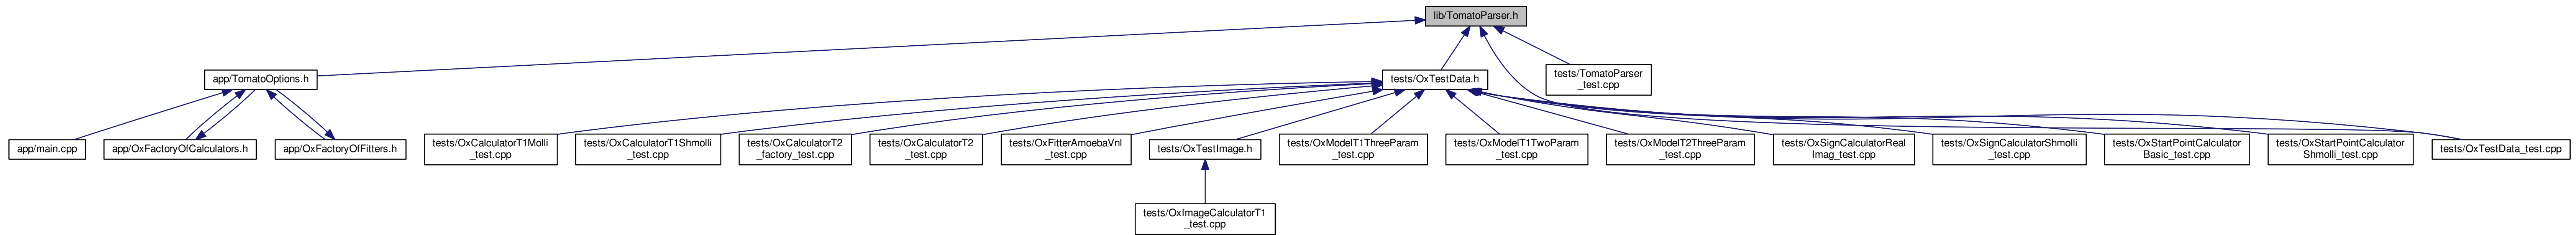 lib/TomatoParser.h
app/TomatoOptions.h
tests/OxTestData.h
tests/TomatoParser
_test.cpp
app/main.cpp
app/OxFactoryOfCalculators.h
app/OxFactoryOfFitters.h
tests/OxCalculatorT1Molli
_test.cpp
tests/OxCalculatorT1Shmolli
_test.cpp
tests/OxCalculatorT2
_factory_test.cpp
tests/OxCalculatorT2
_test.cpp
tests/OxFitterAmoebaVnl
_test.cpp
tests/OxTestImage.h
tests/OxModelT1ThreeParam
_test.cpp
tests/OxModelT1TwoParam
_test.cpp
tests/OxModelT2ThreeParam
_test.cpp
tests/OxSignCalculatorReal
Imag_test.cpp
tests/OxSignCalculatorShmolli
_test.cpp
tests/OxStartPointCalculator
Basic_test.cpp
tests/OxStartPointCalculator
Shmolli_test.cpp
tests/OxTestData_test.cpp
tests/OxImageCalculatorT1
_test.cpp